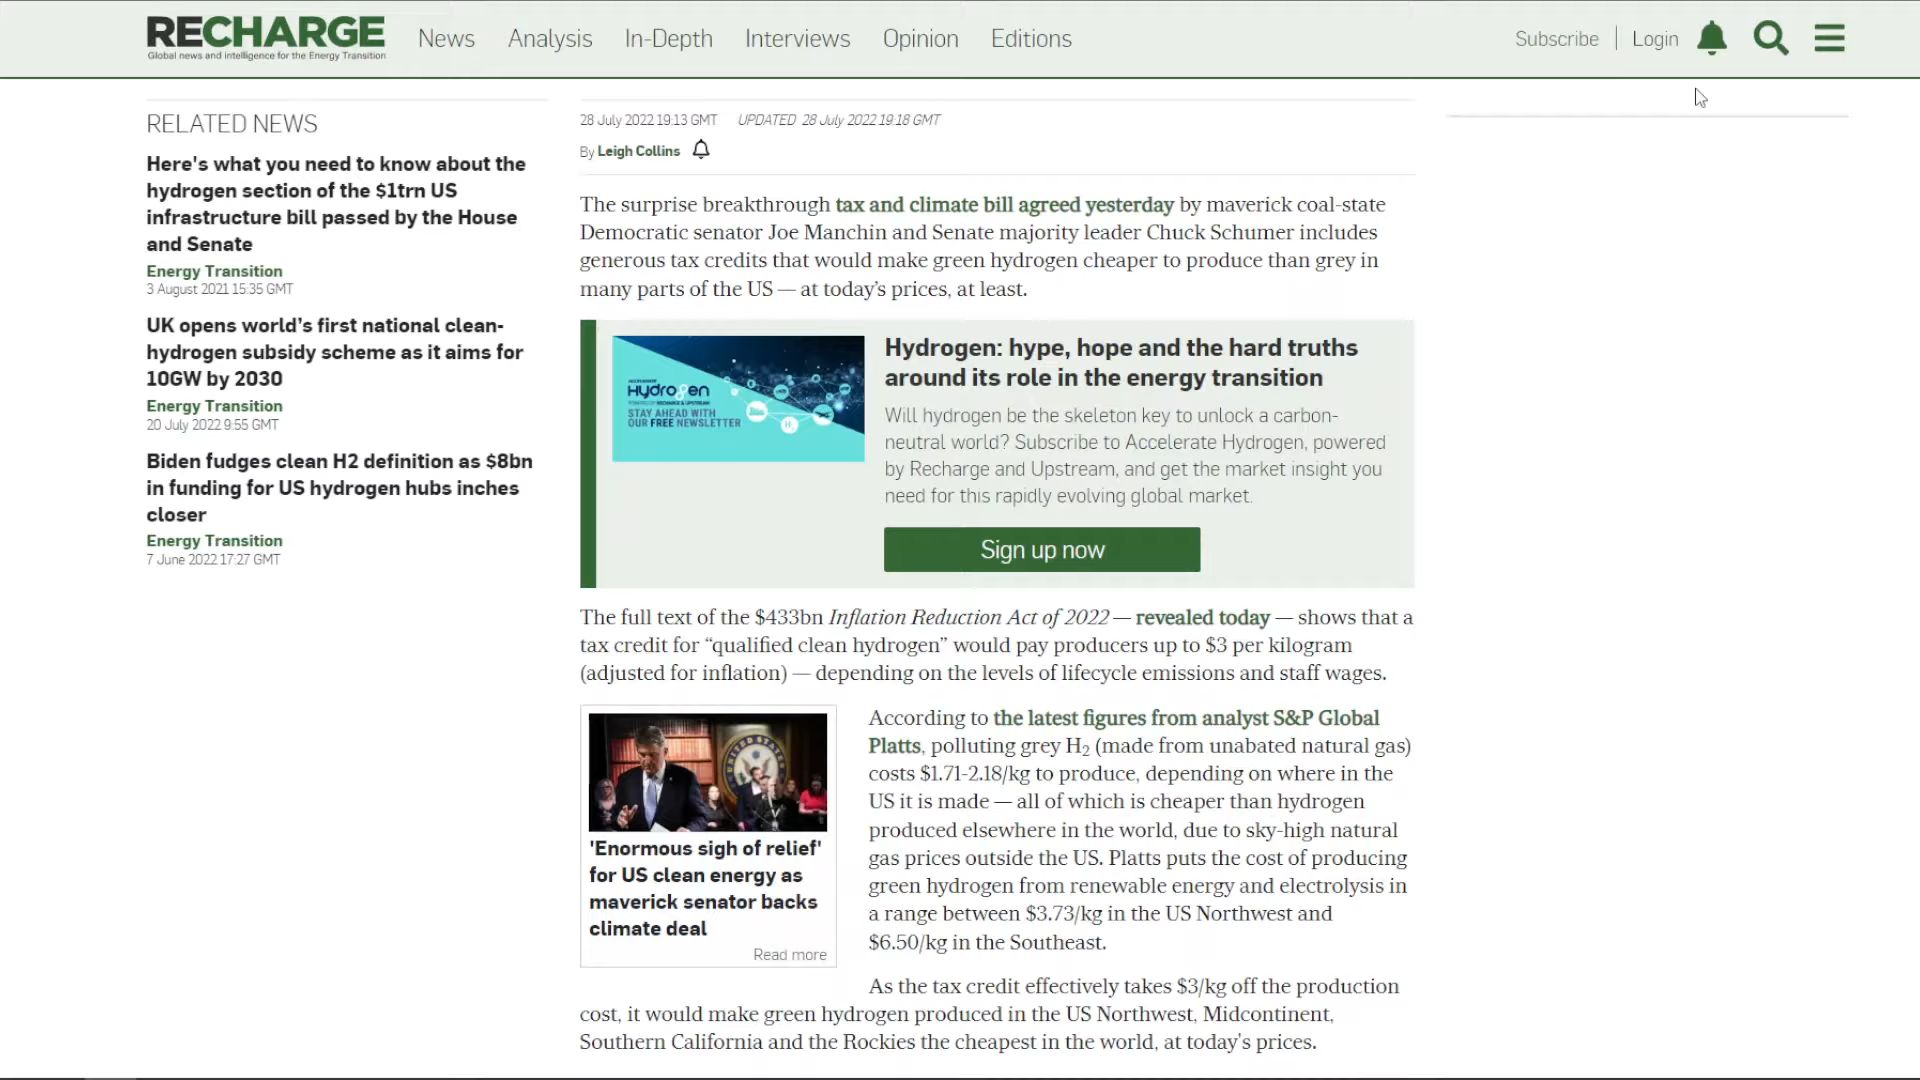 RECHARGE
Global news and intelligence for the Energy Transition
News
Analysis
In-Depth
Interviews
Opinion
Editions
Subscribe
Login
RELATED NEWS
Here's what you need to know about the
hydrogen section of the $1trn US
infrastructure bill passed by the House
and Senate
Energy Transition
3 August 2021 15:35 GMT
UK opens world’s first national clean-
hydrogen subsidy scheme as it aims for
10GW by 2030
Energy Transition
20 July 2022 9:55 GMT
Biden fudges clean H2 definition as $8bn
in funding for US hydrogen hubs inches
closer
Energy Transition
7 June 2022 17:27 GMT
28 July 2022 19:13 GMT UPDATED 28 July 2022 19:18 GMT
By Leigh Collins
The surprise breakthrough tax and climate bill agreed yesterday by maverick coal-state
Democratic senator Joe Manchin and Senate majority leader Chuck Schumer includes
generous tax credits that would make green hydrogen cheaper to produce than grey in
many parts of the US — at today’s prices, at least.
Hydrogen
STAY AHEAD WITH
OUR FREE NEWSLETTER
H2
Hydrogen: hype, hope and the hard truths
around its role in the energy transition
Will hydrogen be the skeleton key to unlock a carbon-
neutral world? Subscribe to Accelerate Hydrogen, powered
by Recharge and Upstream, and get the market insight you
need for this rapidly evolving global market.
Sign up now
The full text of the $433bn Inflation Reduction Act of 2022 — revealed today — shows that a
tax credit for “qualified clean hydrogen” would pay producers up to $3 per kilogram
(adjusted for inflation) — depending on the levels of lifecycle emissions and staff wages.
UNITED STATES
'Enormous sigh of relief'
for US clean energy as
maverick senator backs
climate deal
Read more
According to the latest figures from analyst S&P Global
Platts, polluting grey H₂ (made from unabated natural gas)
costs $1.71-2.18/kg to produce, depending on where in the
US it is made — all of which is cheaper than hydrogen
produced elsewhere in the world, due to sky-high natural
gas prices outside the US. Platts puts the cost of producing
green hydrogen from renewable energy and electrolysis in
a range between $3.73/kg in the US Northwest and
$6.50/kg in the Southeast.
As the tax credit effectively takes $3/kg off the production
cost, it would make green hydrogen produced in the US Northwest, Midcontinent,
Southern California and the Rockies the cheapest in the world, at today's prices.